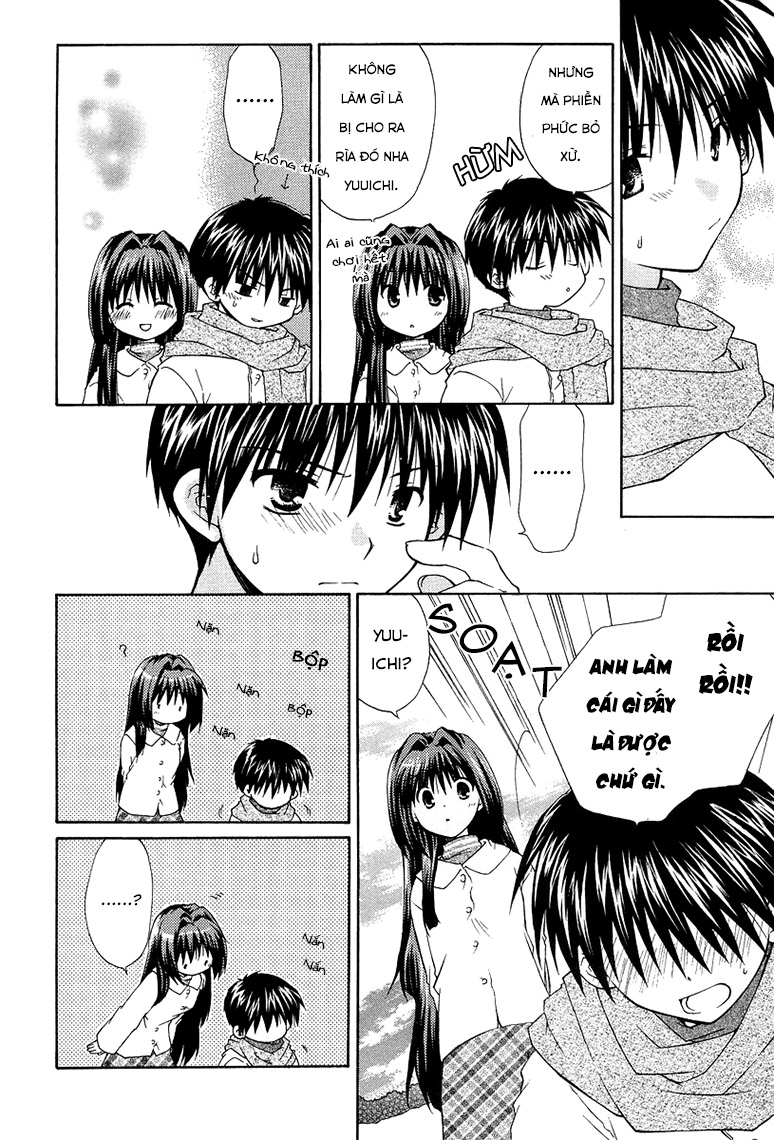 NHƯNG
MÀ PHIỀN
PHỨC BỎ
XỪ.
HỪM
KHÔNG
LÀM GÌ LÀ
BỊ CHO RA
RÌA ĐÓ NHA
YUUICHI.
Ai ai cũng
chơi hết
mà
......
Không thích
......
RỒI
RỒI!!
ANH LÀM
CÁI GÌ ĐẤY
LÀ ĐƯỢC
CHỨ GÌ.
SOẠT
YUU-
ICHI?
Nặn
BỘP
?
Nặn
BỘP
Nặn
......?
Nấn
Nấn